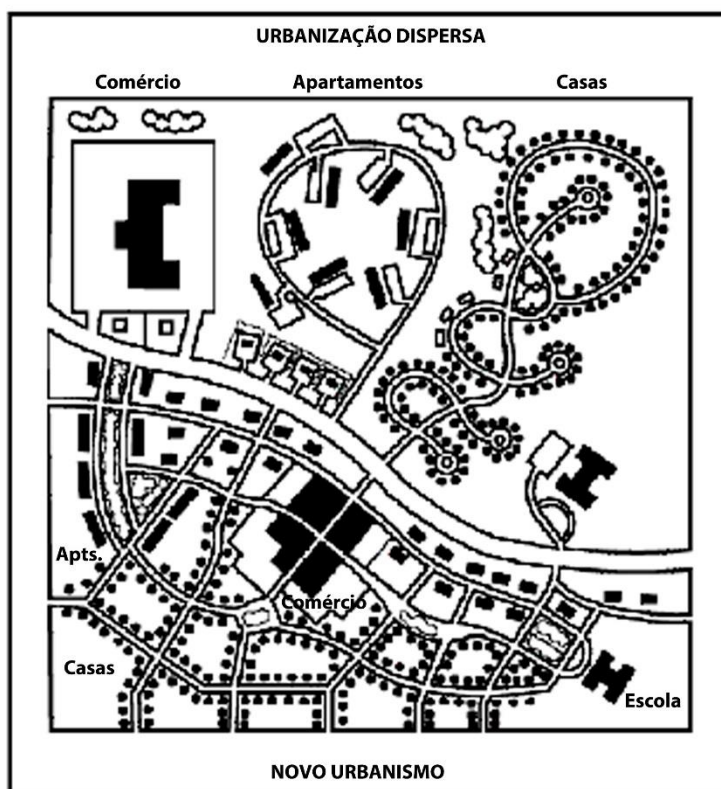 URBANIZAÇÃO DISPERSA
Comércio Apartamentos Casas
Apts.
Comércio
Casas
Escola
NOVO URBANISMO